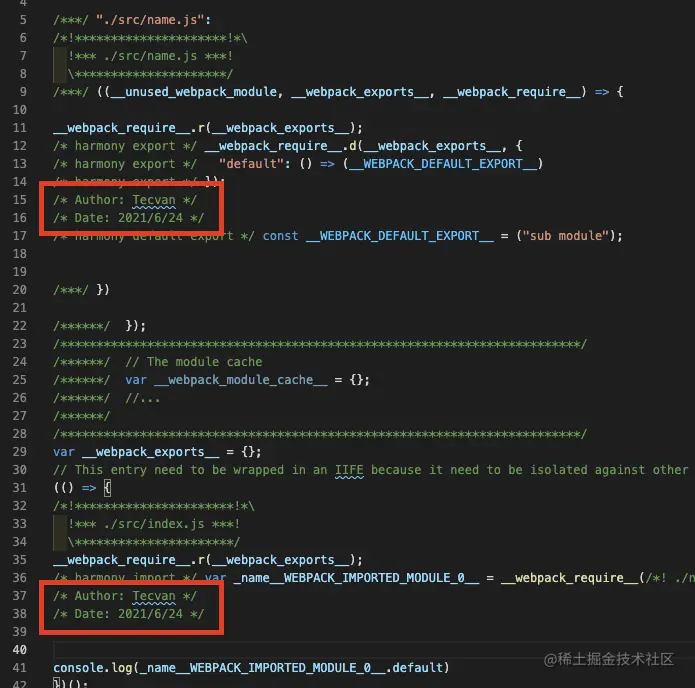 4
5 /***/ "./src/name.js":
6 /*!*********************!*\
7 !*** ./src/name.js ***!
8 \*********************/
9 /***/ ((__unused_webpack_module, __webpack_exports__, __webpack_require__) => {
10
11 __webpack_require__.r(__webpack_exports__);
12 /* harmony export */ __webpack_require__.d(__webpack_exports__, {
13 /* harmony export */ "default": () => (__WEBPACK_DEFAULT_EXPORT__)
14 /* harmony export */ });
15 /* Author: Tecvan */
16 /* Date: 2021/6/24 */
17 /* harmony default export */ const __WEBPACK_DEFAULT_EXPORT__ = ("sub module");
18
19
20 /***/ })
21
22 /******/ });
23 /************************************************************************/
24 /******/ // The module cache
25 /******/ var __webpack_module_cache__ = {};
26 /******/ //...
27 /******/
28 /************************************************************************/
29 var __webpack_exports__ = {};
30 // This entry need to be wrapped in an IIFE because it need to be isolated against other
31 (() => {
32 /*!**********************!*\
33 !*** ./src/index.js ***!
34 \**********************/
35 __webpack_require__.r(__webpack_exports__);
36 /* harmony import */ var _name__WEBPACK_IMPORTED_MODULE_0__ = __webpack_require__(/*! ./n
37 /* Author: Tecvan */
38 /* Date: 2021/6/24 */
39
40
41 console.log(_name__WEBPACK_IMPORTED_MODULE_0__.default)
42 })();
@稀土掘金技术社区